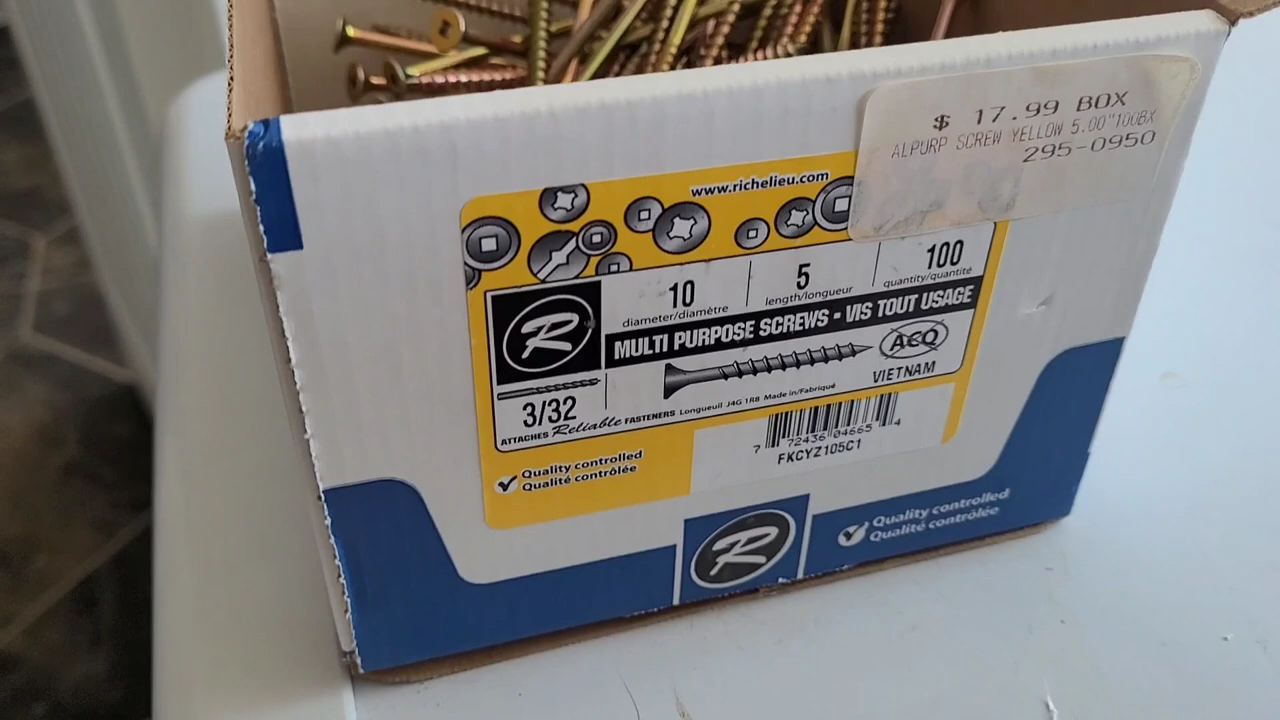 $ 17.99 BOX
ALPURP SCREW YELLOW 5.00"100BX
295-0950
www.richelieu.com
10
diameter/diamètre
5
length/longueur
100
quantity/quantité
R
MULTI PURPOSE SCREWS - VIS TOUT USAGE
ACQ
VIETNAM
3/32
ATTACHES Reliable FASTENERS Longueuil J4G 1R8 Made in/Fabriqué
7 72436 04665 4
FKCYZ105C1
Quality controlled
Qualité contrôlée
R
Quality controlled
Qualité contrôlée